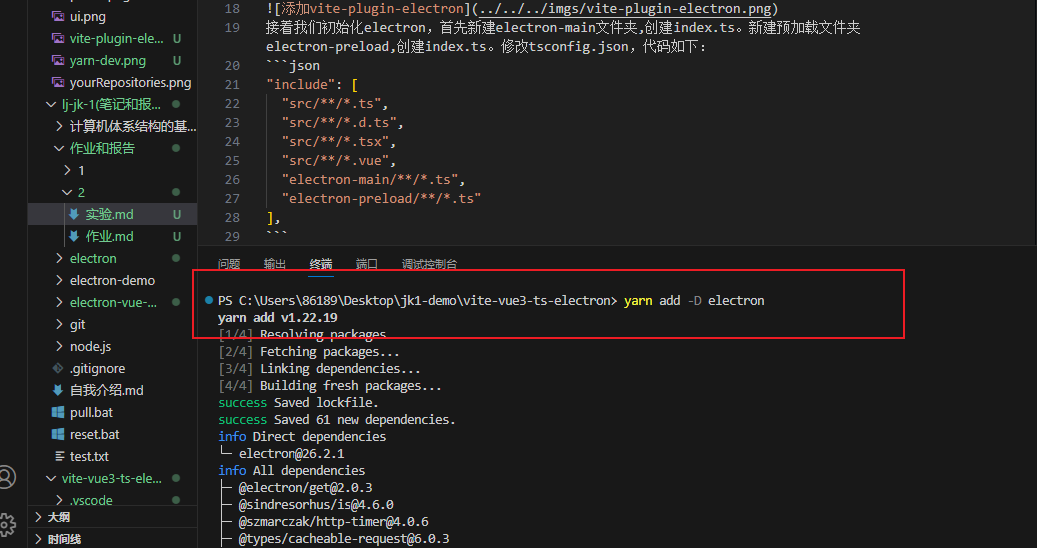 ui.png
vite-plugin-ele... U
yarn-dev.png U
yourRepositories.png
lj-jk-1(笔记和报...
计算机体系结构的基...
作业和报告
1
2
实验.md U
作业.md U
electron
electron-demo
electron-vue-...
git
node.js
.gitignore
自我介绍.md
pull.bat
reset.bat
test.txt
vite-vue3-ts-ele...
.vscode
大纲
时间线
18 ![添加vite-plugin-electron](../../../imgs/vite-plugin-electron.png)
19 接着我们初始化electron，首先新建electron-main文件夹,创建index.ts。新建预加载文件夹
electron-preload,创建index.ts。修改tsconfig.json，代码如下：
20 ```json
21 "include": [
22 "src/**/*.ts",
23 "src/**/*.d.ts",
24 "src/**/*.tsx",
25 "src/**/*.vue",
26 "electron-main/**/*.ts",
27 "electron-preload/**/*.ts"
28 ],
29 ```
问题 输出 终端 端口 调试控制台
PS C:\Users\86189\Desktop\jk1-demo\vite-vue3-ts-electron> yarn add -D electron
yarn add v1.22.19
[1/4] Resolving packages...
[2/4] Fetching packages...
[3/4] Linking dependencies...
[4/4] Building fresh packages...
success Saved lockfile.
success Saved 61 new dependencies.
info Direct dependencies
└─ electron@26.2.1
info All dependencies
├─ @electron/get@2.0.3
├─ @sindresorhus/is@4.6.0
├─ @szmarczak/http-timer@4.0.6
├─ @types/cacheable-request@6.0.3